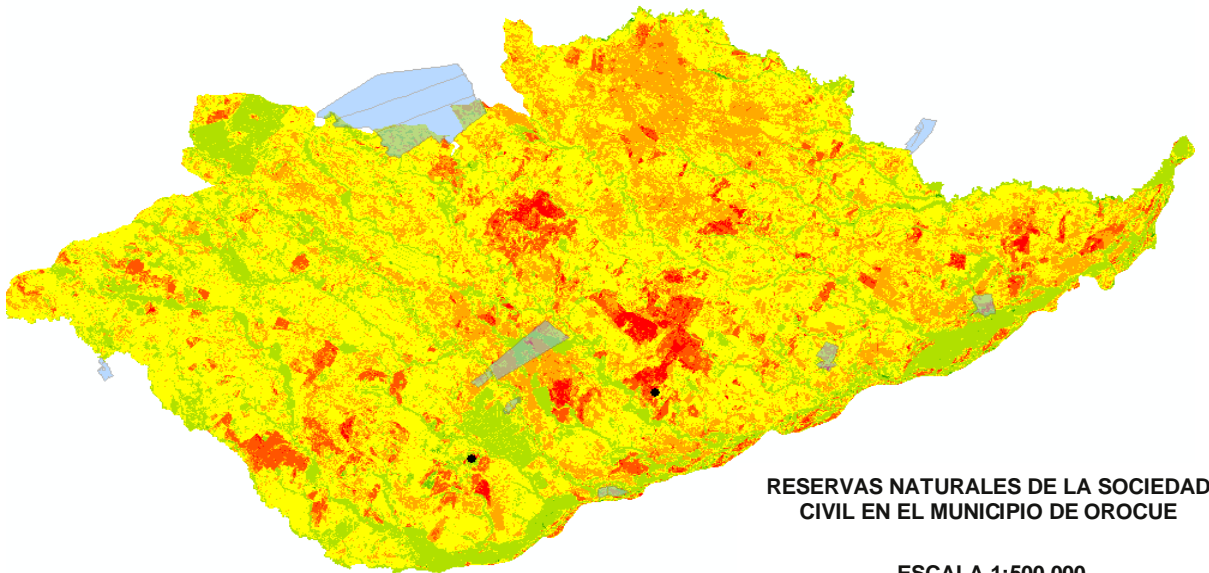 RESERVAS NATURALES DE LA SOCIEDAD
CIVIL EN EL MUNICIPIO DE OROCUE
ESCALA 1:500.000